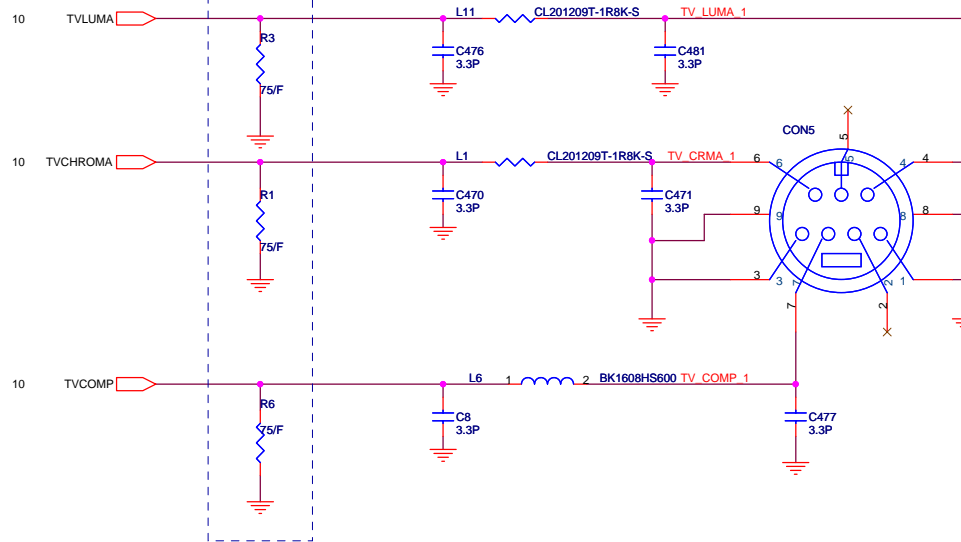 10 TVLUMA L11 CL201209T-1R8K-S TV_LUMA_1
R3
75/F
C476
3.3P
C481
3.3P
CON5
5
5
10 TVCHROMA L1 CL201209T-1R8K-S TV_CRMA_1 6 6 4 4
R1
75/F
C470
3.3P
C471
3.3P
9 9 8 8
3 3 7 2 1
7 2
10 TVCOMP L6 1 2 BK1608HS600 TV_COMP_1
R6
75/F
C8
3.3P
C477
3.3P